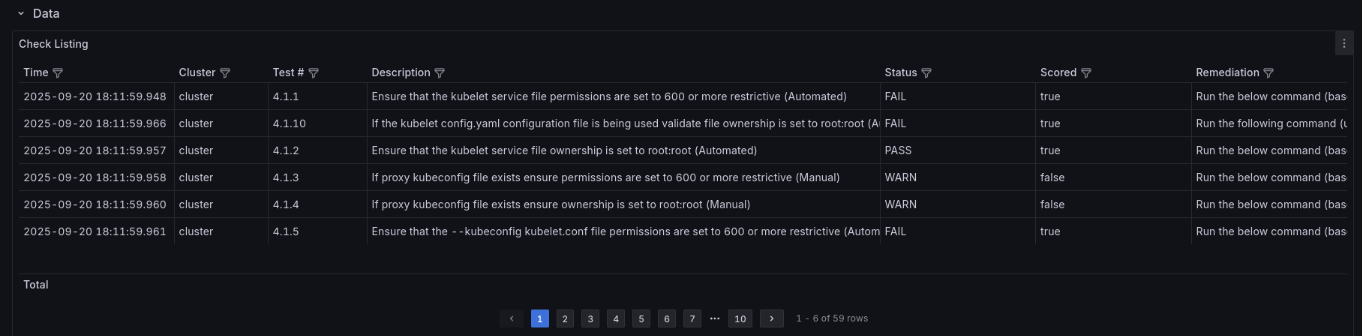 Data
Check Listing
Time Cluster Test # Description Status Scored Remediation
2025-09-20 18:11:59.948 cluster 4.1.1 Ensure that the kubelet service file permissions are set to 600 or more restrictive (Automated) FAIL true Run the below command (bas
2025-09-20 18:11:59.966 cluster 4.1.10 If the kubelet config.yaml configuration file is being used validate file ownership is set to root:root (A FAIL true Run the following command (u
2025-09-20 18:11:59.957 cluster 4.1.2 Ensure that the kubelet service file ownership is set to root:root (Automated) PASS true Run the below command (bas
2025-09-20 18:11:59.958 cluster 4.1.3 If proxy kubeconfig file exists ensure permissions are set to 600 or more restrictive (Manual) WARN false Run the below command (bas
2025-09-20 18:11:59.960 cluster 4.1.4 If proxy kubeconfig file exists ensure ownership is set to root:root (Manual) WARN false Run the below command (bas
2025-09-20 18:11:59.961 cluster 4.1.5 Ensure that the --kubeconfig kubelet.conf file permissions are set to 600 or more restrictive (Autom FAIL true Run the below command (bas
Total
‹ 1 2 3 4 5 6 7 ··· 10 › 1 - 6 of 59 rows